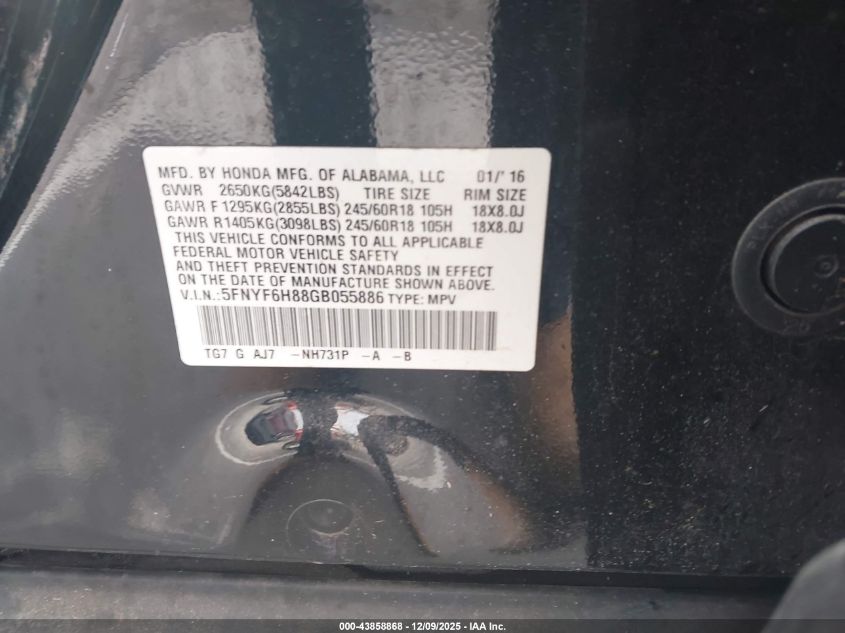 MFD. BY HONDA MFG. OF ALABAMA, LLC 01/'16
GVWR 2650KG(5842LBS) TIRE SIZE RIM SIZE
GAWR F 1295KG(2855LBS) 245/60R18 105H 18X8.0J
GAWR R1405KG(3098LBS) 245/60R18 105H 18X8.0J
THIS VEHICLE CONFORMS TO ALL APPLICABLE
FEDERAL MOTOR VEHICLE SAFETY
AND THEFT PREVENTION STANDARDS IN EFFECT
ON THE DATE OF MANUFACTURE SHOWN ABOVE.
V.I.N.:5FNYF6H88GB055886 TYPE: MPV
TG7 G AJ7 -NH731P -A -B
000-43858868 - 12/09/2025 - IAA Inc.